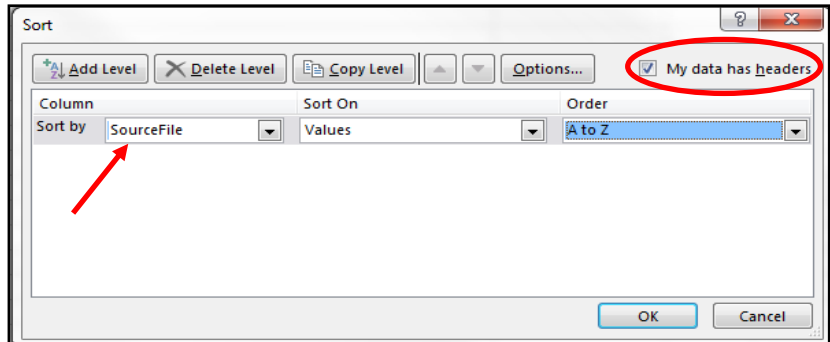 Sort
Add Level Delete Level Copy Level Options... My data has headers
Column Sort On Order
Sort by SourceFile Values A to Z
OK Cancel